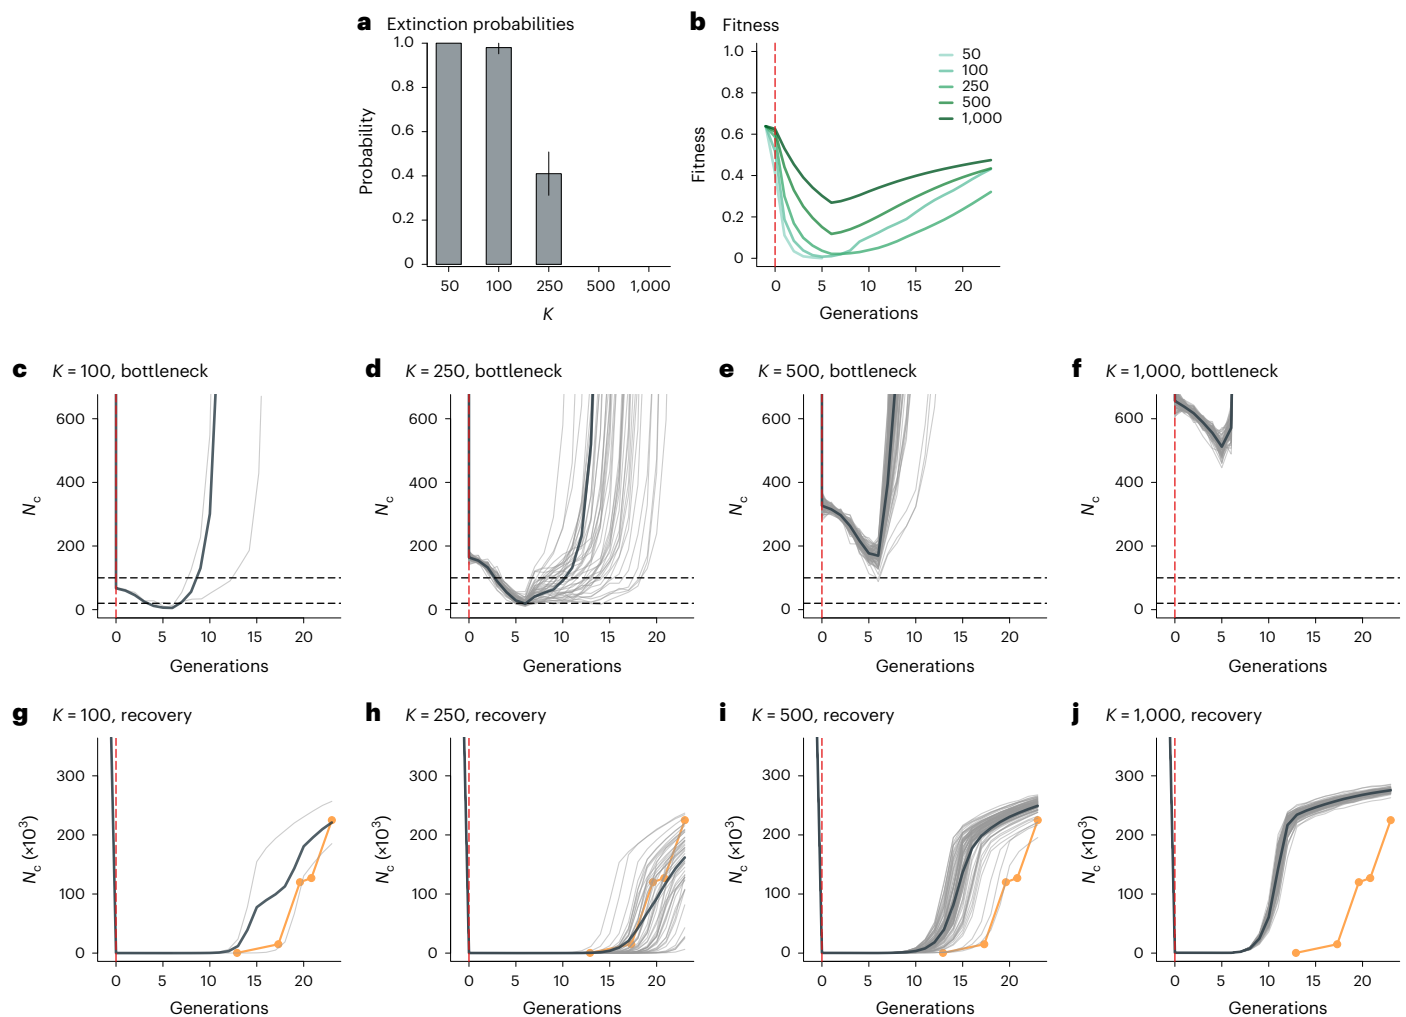 a Extinction probabilities
1.0
0.8
0.6
0.4
0.2
0
Probability
50 100 250 500 1,000
K
b Fitness
1.0
0.8
0.6
0.4
0.2
0
Fitness
50
100
250
500
1,000
0 5 10 15 20
Generations
c K = 100, bottleneck
600
400
200
0
Nc
0 5 10 15 20
Generations
d K = 250, bottleneck
600
400
200
0
Nc
0 5 10 15 20
Generations
e K = 500, bottleneck
600
400
200
0
Nc
0 5 10 15 20
Generations
f K = 1,000, bottleneck
600
400
200
0
Nc
0 5 10 15 20
Generations
g K = 100, recovery
300
200
100
0
Nc (×10³)
0 5 10 15 20
Generations
h K = 250, recovery
300
200
100
0
Nc (×10³)
0 5 10 15 20
Generations
i K = 500, recovery
300
200
100
0
Nc (×10³)
0 5 10 15 20
Generations
j K = 1,000, recovery
300
200
100
0
Nc (×10³)
0 5 10 15 20
Generations